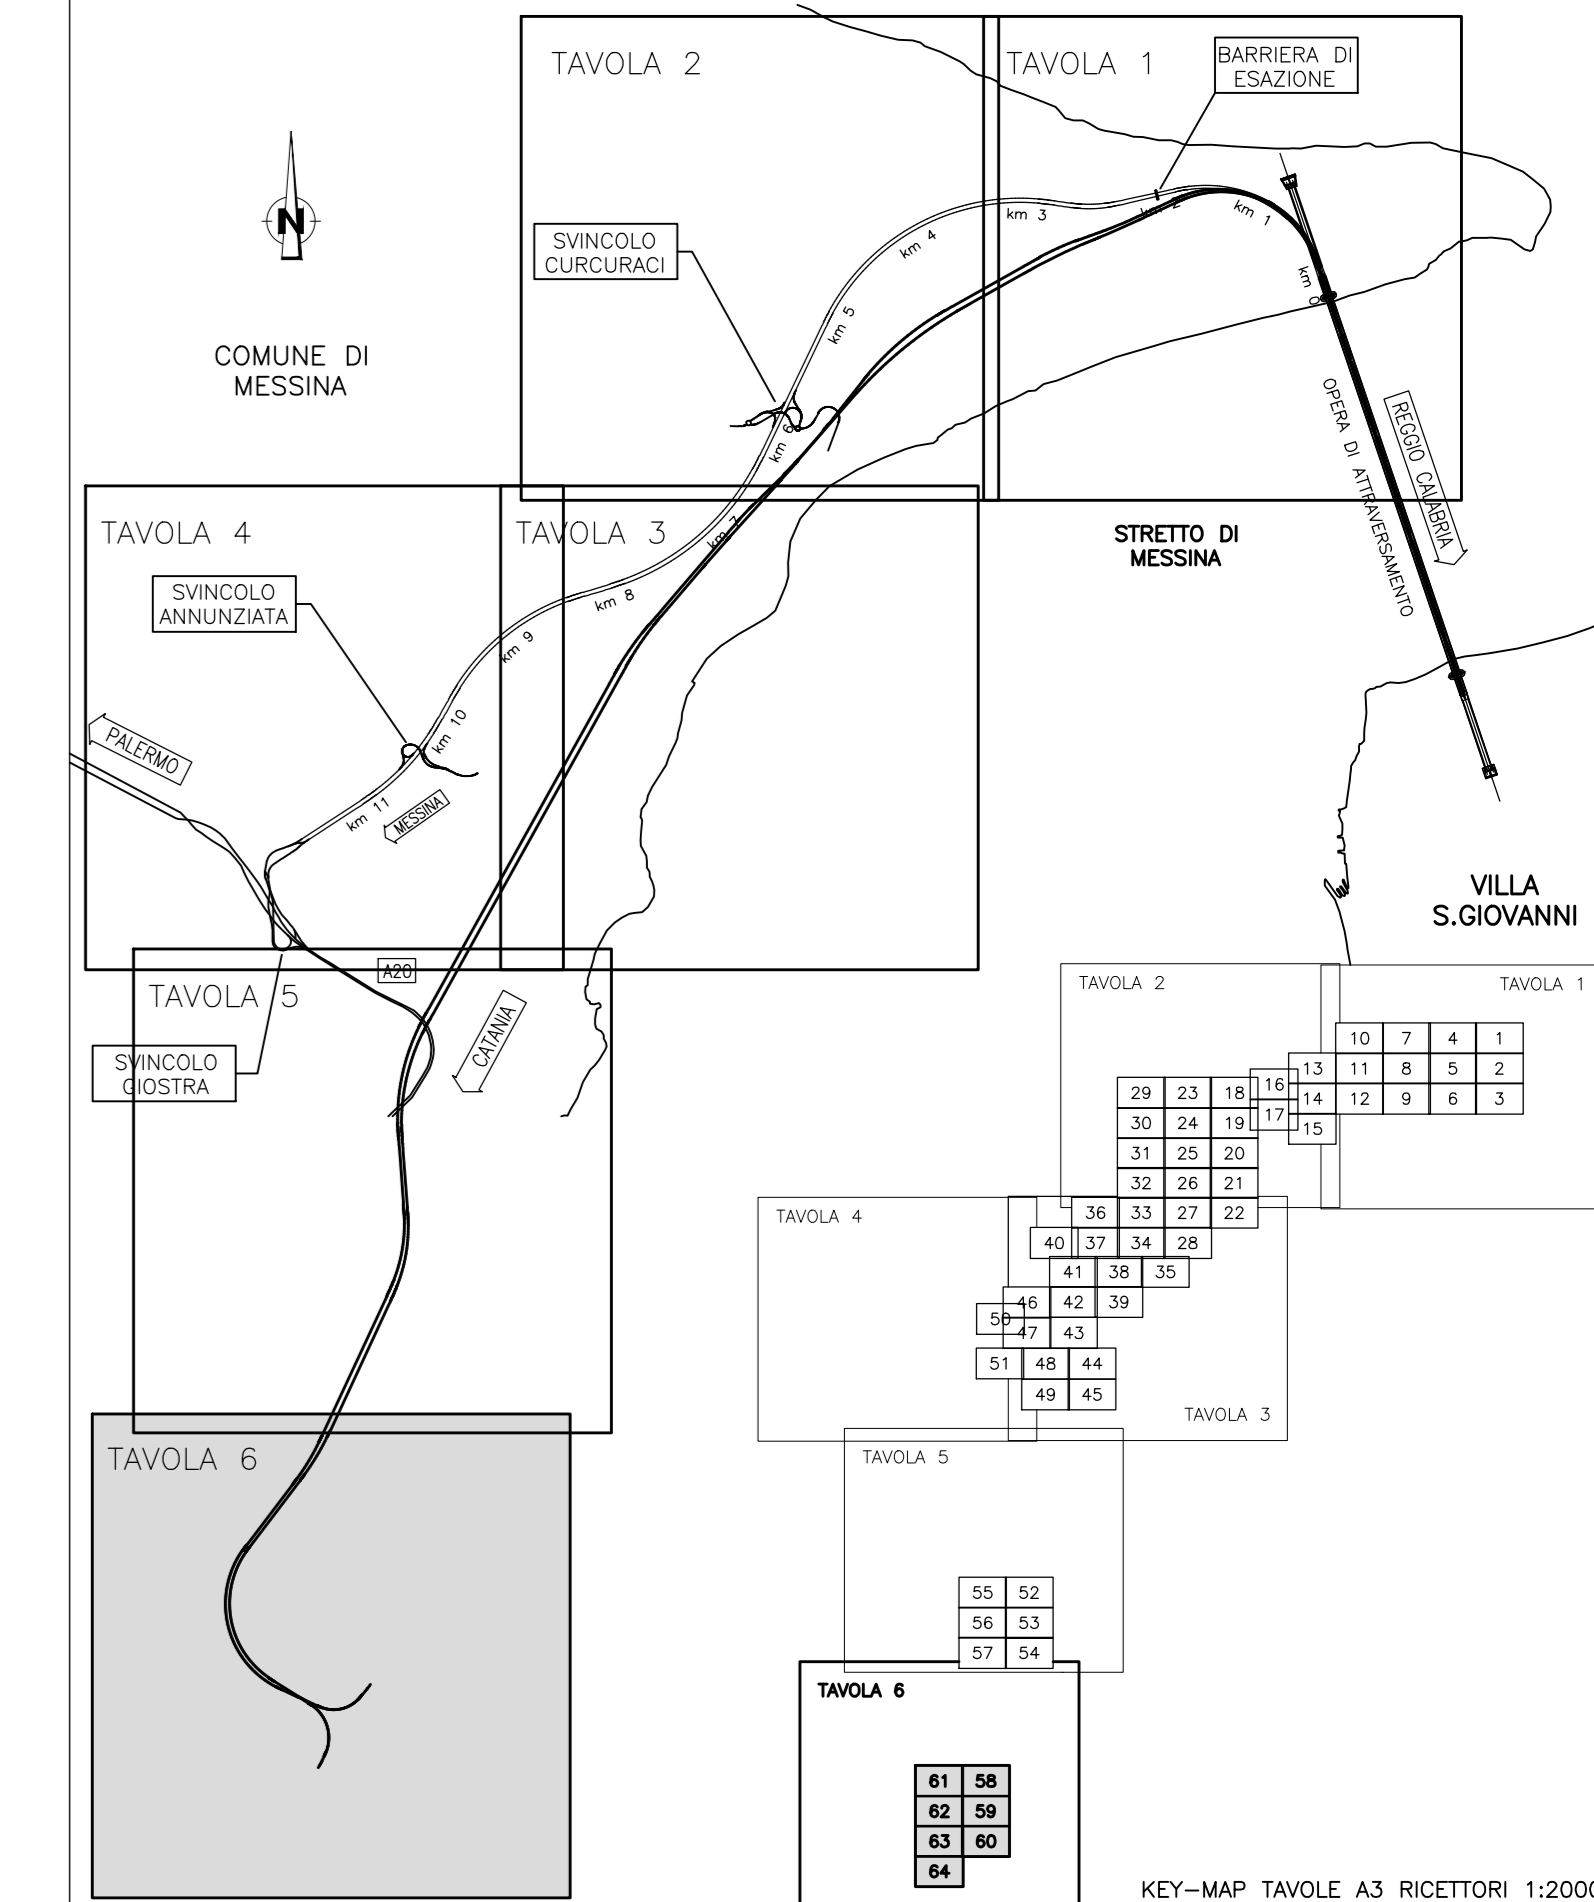 TAVOLA 2
TAVOLA 1
BARRIERA DI
ESAZIONE
N
SVINCOLO
CURCURACI
COMUNE DI
MESSINA
km 0
km 1
km 2
km 3
km 4
km 5
km 6
km 7
km 8
km 9
km 10
km 11
OPERA DI ATTRAVERSAMENTO
REGGIO CALABRIA
STRETTO DI
MESSINA
TAVOLA 4
TAVOLA 3
SVINCOLO
ANNUNZIATA
PALERMO
MESSINA
VILLA
S.GIOVANNI
A20
TAVOLA 5
CATANIA
SVINCOLO
GIOSTRA
TAVOLA 6
TAVOLA 2
TAVOLA 1
10 7 4 1
13 11 8 5 2
16 14 12 9 6 3
17 15
29 23 18
30 24 19
31 25 20
32 26 21
36 33 27 22
40 37 34 28
41 38 35
46 42 39
50 47 43
51 48 44
49 45
TAVOLA 4
TAVOLA 3
TAVOLA 5
55 52
56 53
57 54
TAVOLA 6
61 58
62 59
63 60
64
KEY-MAP TAVOLE A3 RICETTORI 1:2000